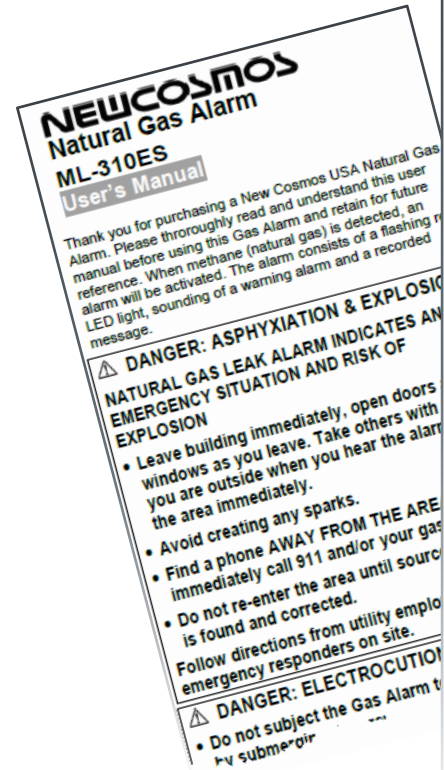 NEWCOSMOS
Natural Gas Alarm
ML-310ES
User's Manual
Thank you for purchasing a New Cosmos USA Natural Gas
Alarm. Please throroughly read and understand this user
manual before using this Gas Alarm and retain for future
reference. When methane (natural gas) is detected, an
alarm will be activated. The alarm consists of a flashing
LED light, sounding of a warning alarm and a recorded
message.
⚠ DANGER: ASPHYXIATION & EXPLOSI
NATURAL GAS LEAK ALARM INDICATES AN
EMERGENCY SITUATION AND RISK OF
EXPLOSION
• Leave building immediately, open doors
windows as you leave. Take others with
you are outside when you hear the alar
the area immediately.
• Avoid creating any sparks.
• Find a phone AWAY FROM THE ARE
immediately call 911 and/or your gas
• Do not re-enter the area until sourc
is found and corrected.
Follow directions from utility emplo
emergency responders on site.
⚠ DANGER: ELECTROCUTION
• Do not subject the Gas Alarm t
by